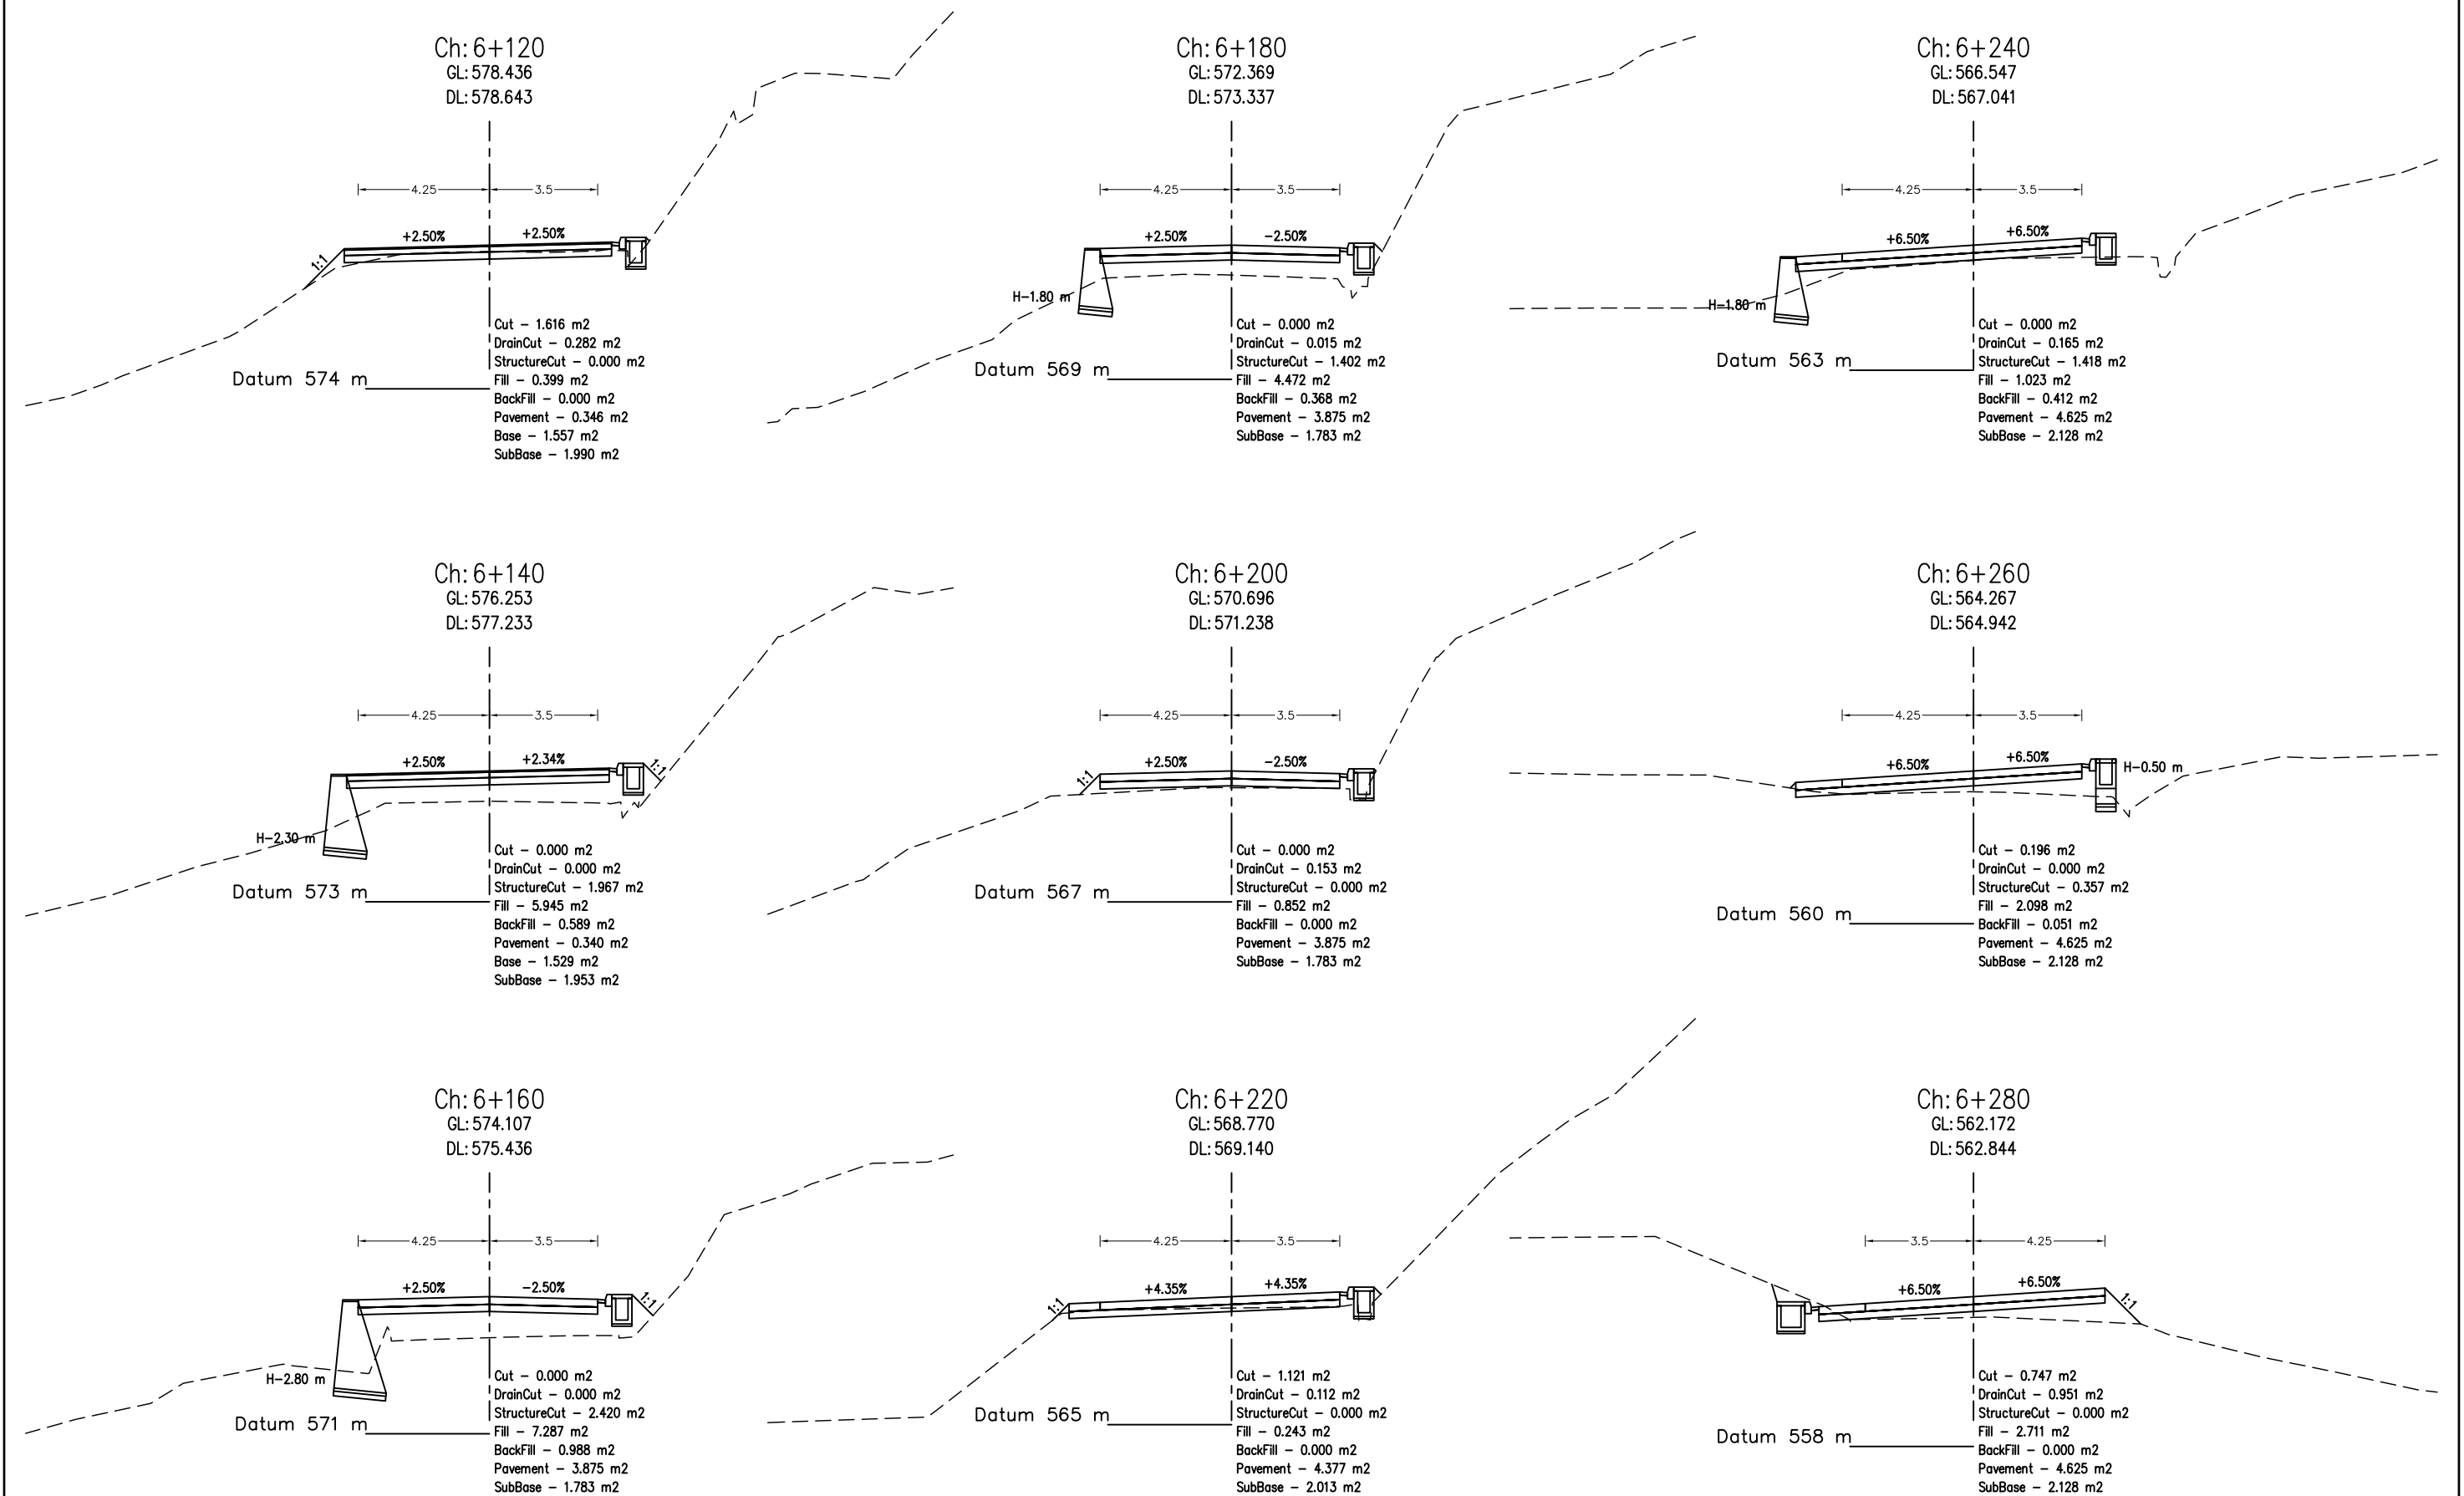 Ch: 6+120
GL: 578.436
DL: 578.643
4.25 3.5
+2.50% +2.50%
1:1
Cut - 1.616 m2
DrainCut - 0.282 m2
StructureCut - 0.000 m2
Datum 574 m
Fill - 0.399 m2
BackFill - 0.000 m2
Pavement - 0.346 m2
Base - 1.557 m2
SubBase - 1.990 m2
Ch: 6+180
GL: 572.369
DL: 573.337
4.25 3.5
+2.50% -2.50%
H-1.80 m
Cut - 0.000 m2
DrainCut - 0.015 m2
StructureCut - 1.402 m2
Datum 569 m
Fill - 4.472 m2
BackFill - 0.368 m2
Pavement - 3.875 m2
SubBase - 1.783 m2
Ch: 6+240
GL: 566.547
DL: 567.041
4.25 3.5
+6.50% +6.50%
H-1.80 m
Cut - 0.000 m2
DrainCut - 0.165 m2
StructureCut - 1.418 m2
Datum 563 m
Fill - 1.023 m2
BackFill - 0.412 m2
Pavement - 4.625 m2
SubBase - 2.128 m2
Ch: 6+140
GL: 576.253
DL: 577.233
4.25 3.5
+2.50% +2.34%
1:1
H-2.30 m
Cut - 0.000 m2
DrainCut - 0.000 m2
StructureCut - 1.967 m2
Datum 573 m
Fill - 5.945 m2
BackFill - 0.589 m2
Pavement - 0.340 m2
Base - 1.529 m2
SubBase - 1.953 m2
Ch: 6+200
GL: 570.696
DL: 571.238
4.25 3.5
+2.50% -2.50%
1:1
Cut - 0.000 m2
DrainCut - 0.153 m2
StructureCut - 0.000 m2
Datum 567 m
Fill - 0.852 m2
BackFill - 0.000 m2
Pavement - 3.875 m2
SubBase - 1.783 m2
Ch: 6+260
GL: 564.267
DL: 564.942
4.25 3.5
+6.50% +6.50%
H-0.50 m
Cut - 0.196 m2
DrainCut - 0.000 m2
StructureCut - 0.357 m2
Fill - 2.098 m2
Datum 560 m
BackFill - 0.051 m2
Pavement - 4.625 m2
SubBase - 2.128 m2
Ch: 6+160
GL: 574.107
DL: 575.436
4.25 3.5
+2.50% -2.50%
1:1
H-2.80 m
Cut - 0.000 m2
DrainCut - 0.000 m2
StructureCut - 2.420 m2
Datum 571 m
Fill - 7.287 m2
BackFill - 0.988 m2
Pavement - 3.875 m2
SubBase - 1.783 m2
Ch: 6+220
GL: 568.770
DL: 569.140
4.25 3.5
+4.35% +4.35%
1:1
Cut - 1.121 m2
DrainCut - 0.112 m2
StructureCut - 0.000 m2
Datum 565 m
Fill - 0.243 m2
BackFill - 0.000 m2
Pavement - 4.377 m2
SubBase - 2.013 m2
Ch: 6+280
GL: 562.172
DL: 562.844
3.5 4.25
+6.50% +6.50%
1:1
Cut - 0.747 m2
DrainCut - 0.951 m2
StructureCut - 0.000 m2
Fill - 2.711 m2
Datum 558 m
BackFill - 0.000 m2
Pavement - 4.625 m2
SubBase - 2.128 m2